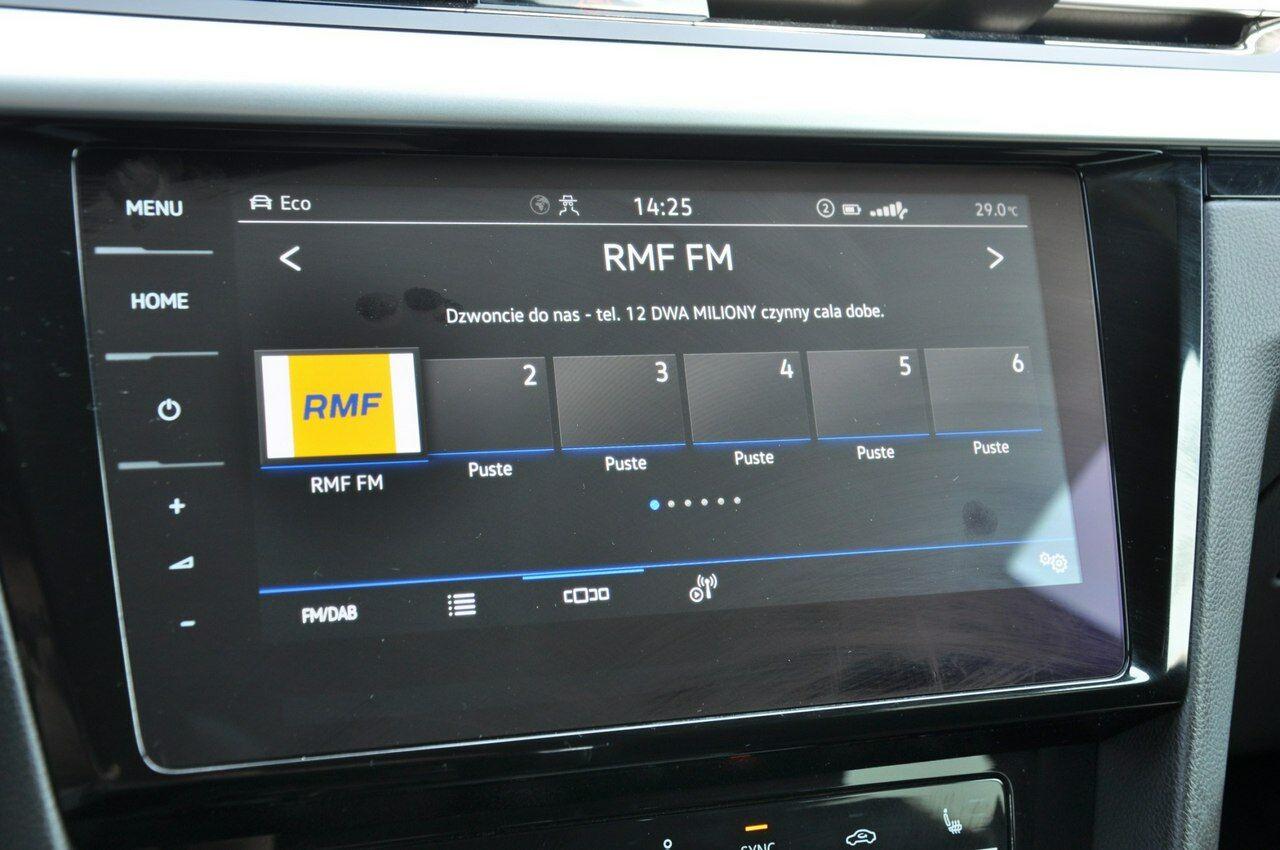 MENU
HOME
Eco
14:25
2
29.0°C
RMF FM
Dzwoncie do nas - tel. 12 DWA MILIONY czynny cala dobe.
RMF
2
3
4
5
6
RMF FM
Puste
Puste
Puste
Puste
Puste
FM/DAB
SYNC